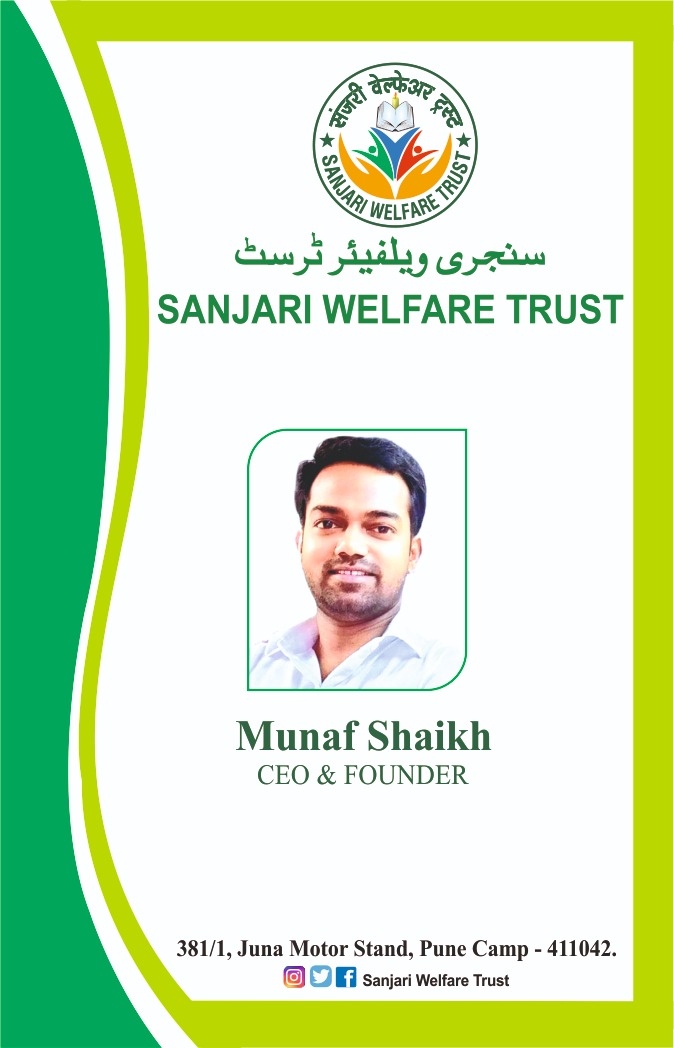 संजरी वेल्फेअर ट्रस्ट
SANJARI WELFARE TRUST
سنجری ویلفیئر ٹرسٹ
SANJARI WELFARE TRUST
Munaf Shaikh
CEO & FOUNDER
381/1, Juna Motor Stand, Pune Camp - 411042.
Sanjari Welfare Trust